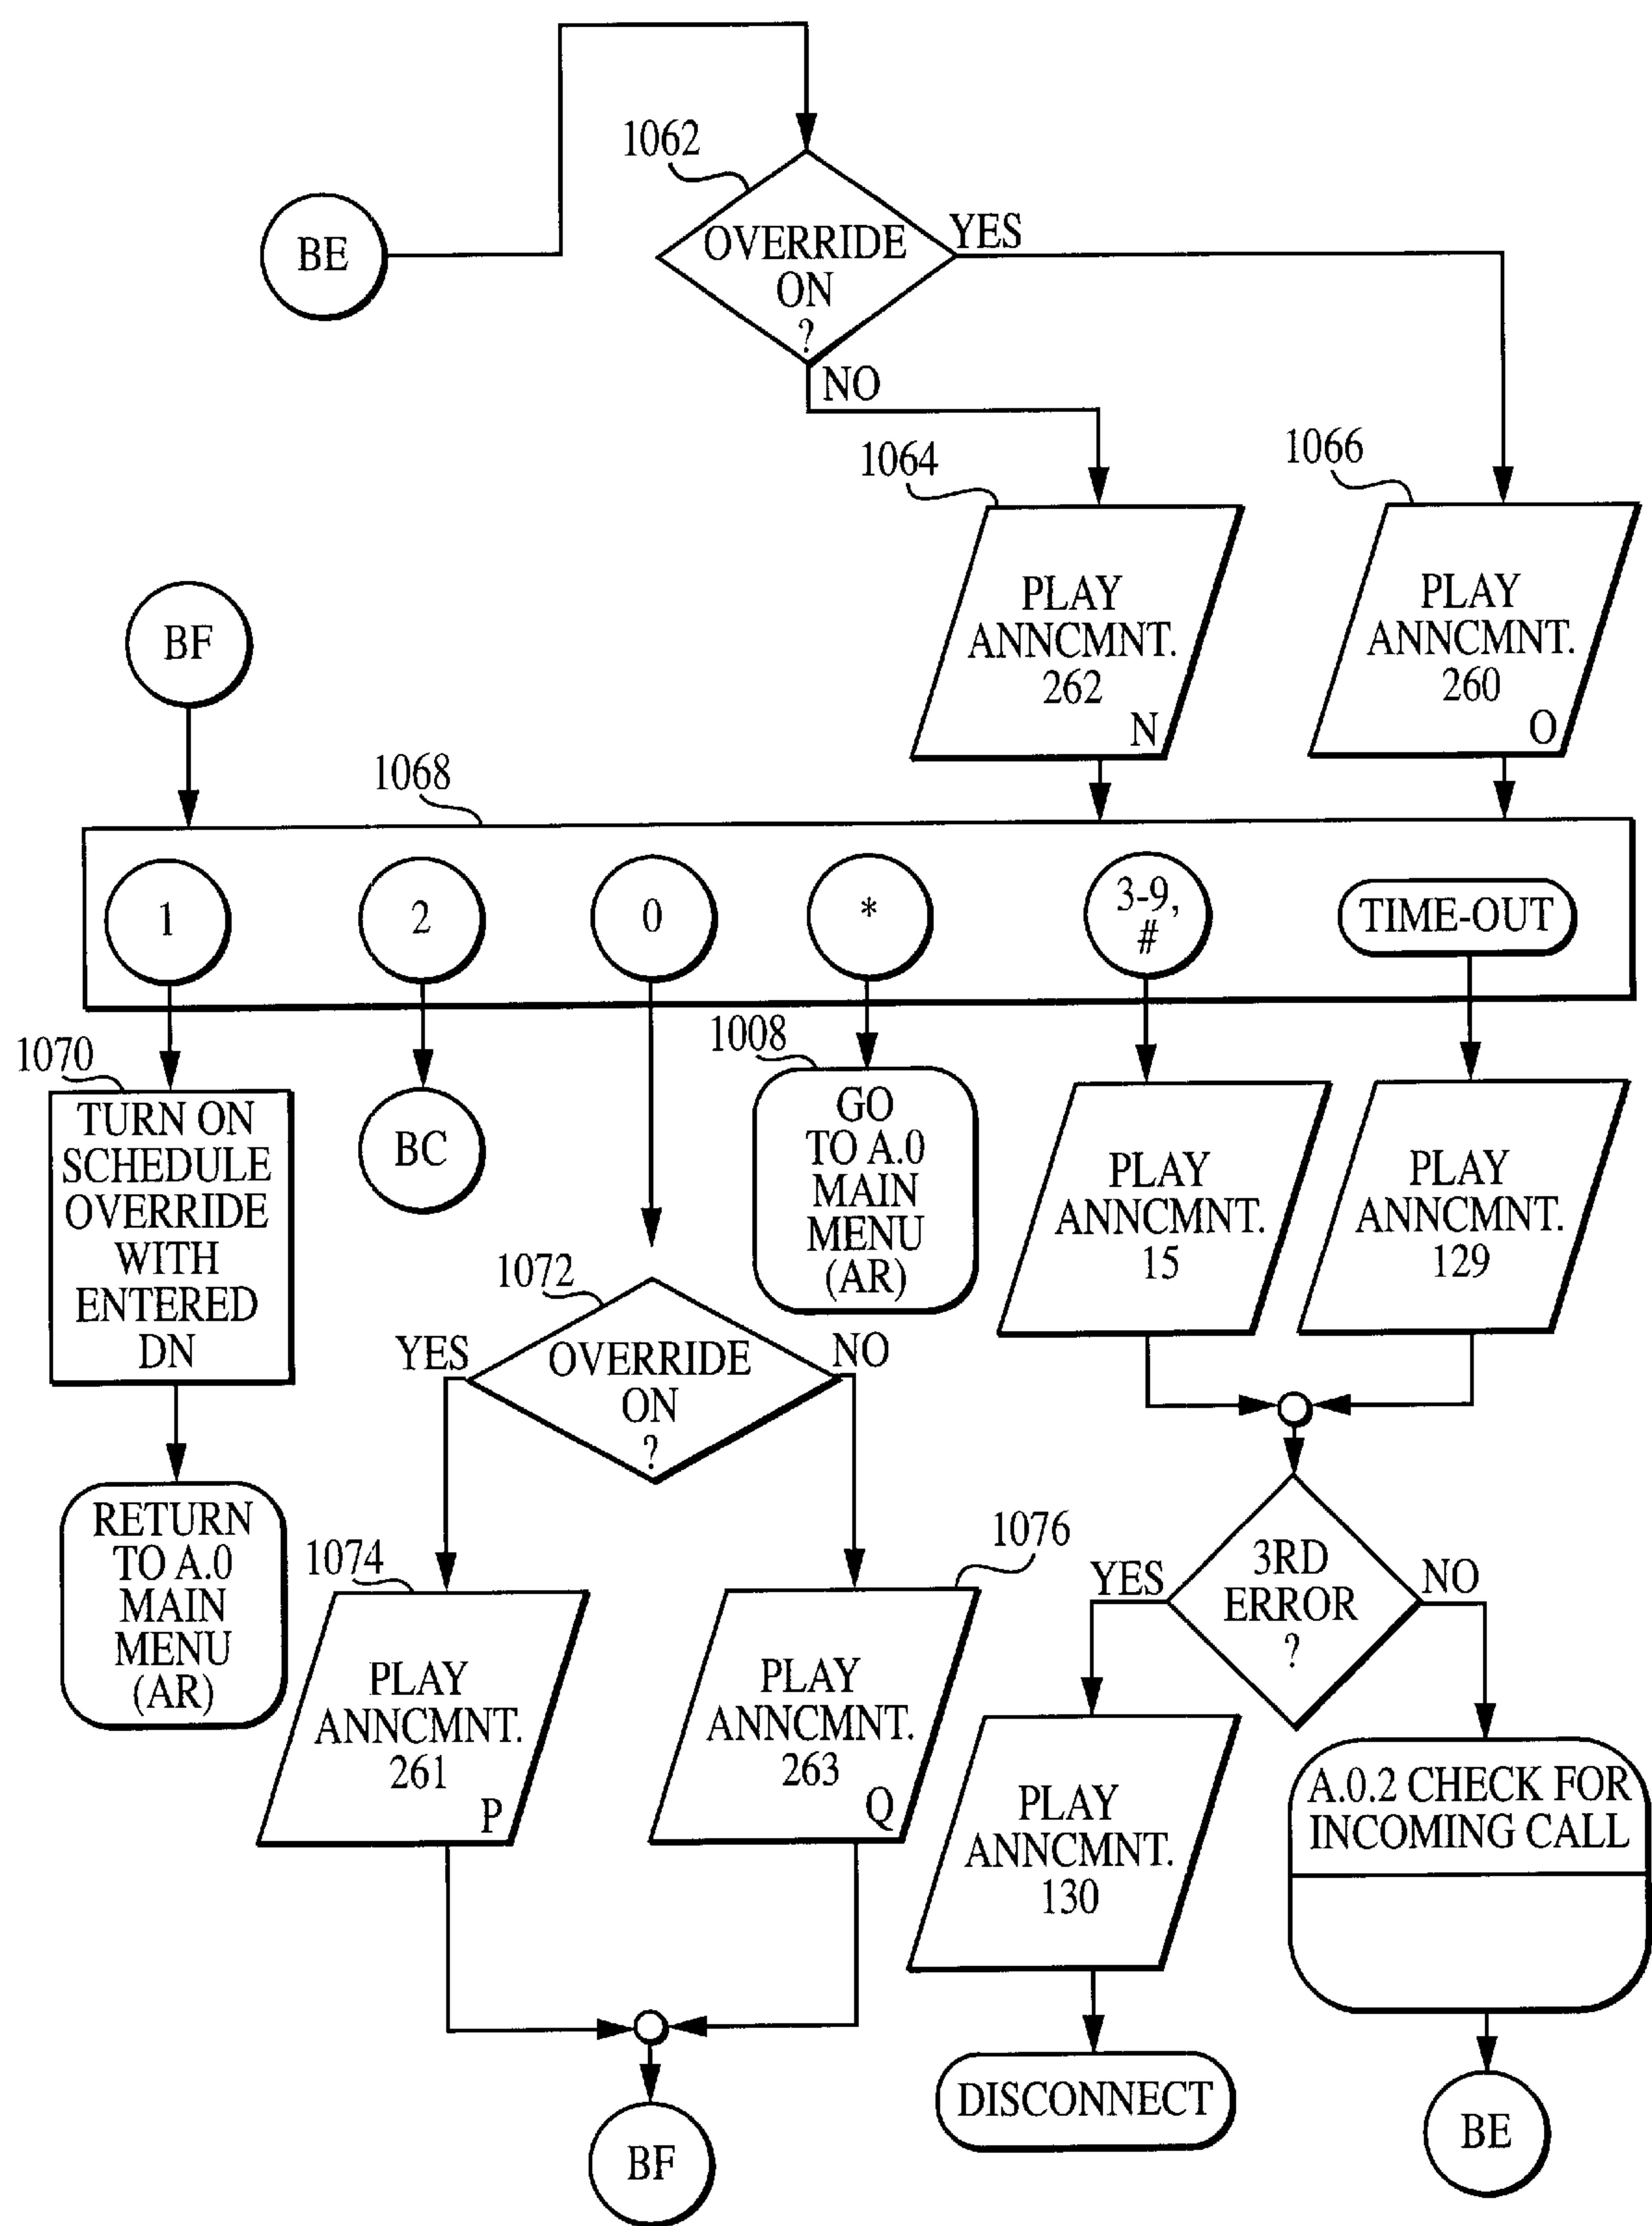 1062
BE
OVERRIDE
ON
?
YES
NO
1064
1066
PLAY
ANNCMNT.
262
N
PLAY
ANNCMNT.
260
O
BF
1068
1
2
0
*
3-9,
#
TIME-OUT
1070
TURN ON
SCHEDULE
OVERRIDE
WITH
ENTERED
DN
BC
1008
GO
TO A.0
MAIN
MENU
(AR)
PLAY
ANNCMNT.
15
PLAY
ANNCMNT.
129
1072
YES
OVERRIDE
ON
?
NO
RETURN
TO A.0
MAIN
MENU
(AR)
1074
PLAY
ANNCMNT.
261
P
1076
PLAY
ANNCMNT.
263
Q
YES
3RD
ERROR
?
NO
PLAY
ANNCMNT.
130
A.0.2 CHECK FOR
INCOMING CALL
BF
DISCONNECT
BE